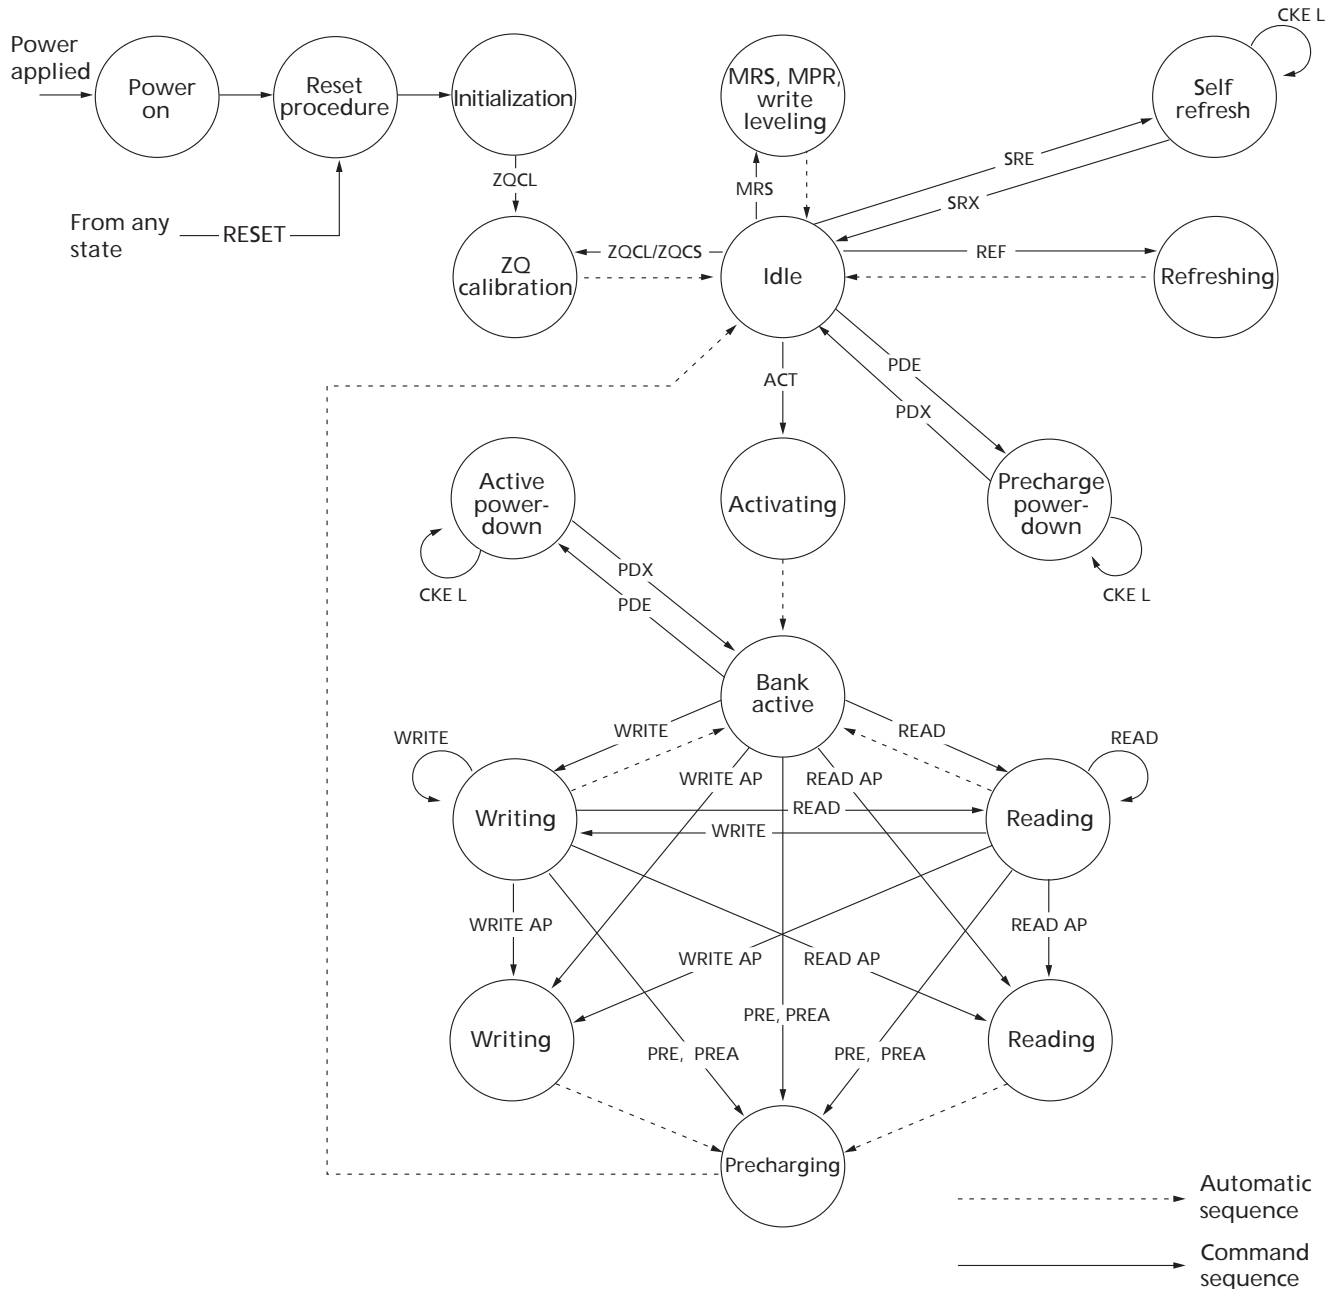 CKE L
Power
applied
Power
on
Reset
procedure
Initialization
MRS, MPR,
write
leveling
Self
refresh
SRE
ZQCL
MRS
SRX
From any
state
RESET
ZQCL/ZQCS
REF
ZQ
calibration
Idle
Refreshing
PDE
ACT
PDX
Active
power-
down
Activating
Precharge
power-
down
PDX
CKE L
PDE
CKE L
Bank
active
WRITE
WRITE
READ
READ
WRITE AP
READ AP
READ
Writing
Reading
WRITE
WRITE AP
READ AP
WRITE AP
READ AP
PRE, PREA
Writing
Reading
PRE, PREA
PRE, PREA
Precharging
Automatic
sequence
Command
sequence